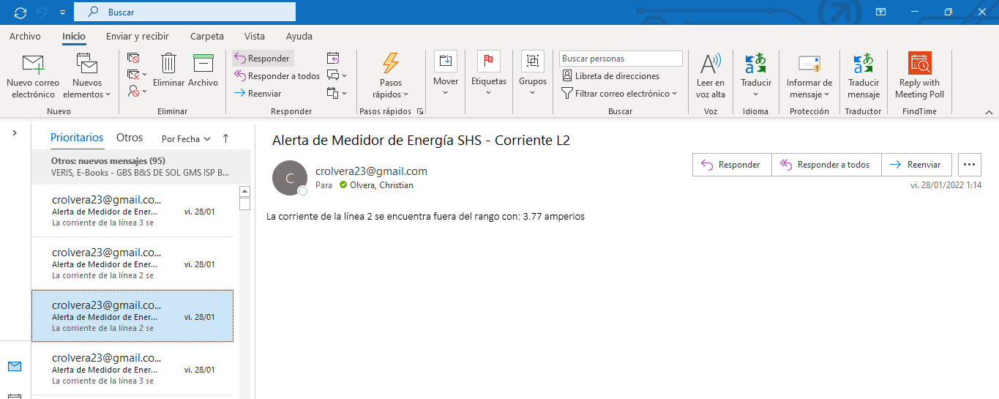 Buscar
Archivo Inicio Enviar y recibir Carpeta Vista Ayuda
Nuevo correo electrónico
Nuevos elementos
Nuevo
Eliminar
Archivo
Eliminar
Responder
Responder a todos
Reenviar
Responder
Pasos rápidos
Pasos rápidos
Mover
Etiquetas
Grupos
Buscar personas
Libreta de direcciones
Filtrar correo electrónico
Buscar
Leer en voz alta
Voz
Traducir
Idioma
Informar de mensaje
Protección
Traducir mensaje
Traductor
Reply with Meeting Poll
FindTime
Prioritarios Otros Por Fecha
Otros: nuevos mensajes (95)
VERIS, E-Books - GBS B&S DE SOL GMS ISP B...
crolvera23@gmail.co...
Alerta de Medidor de Ener... vi. 28/01
La corriente de la línea 3 se
crolvera23@gmail.co...
Alerta de Medidor de Ener... vi. 28/01
La corriente de la línea 2 se
crolvera23@gmail.co...
Alerta de Medidor de Ener... vi. 28/01
La corriente de la línea 2 se
crolvera23@gmail.co...
Alerta de Medidor de Ener... vi. 28/01
La corriente de la línea 3 se
Alerta de Medidor de Energía SHS - Corriente L2
C
crolvera23@gmail.com
Para Olvera, Christian
Responder Responder a todos Reenviar ...
vi. 28/01/2022 1:14
La corriente de la línea 2 se encuentra fuera del rango con: 3.77 amperios